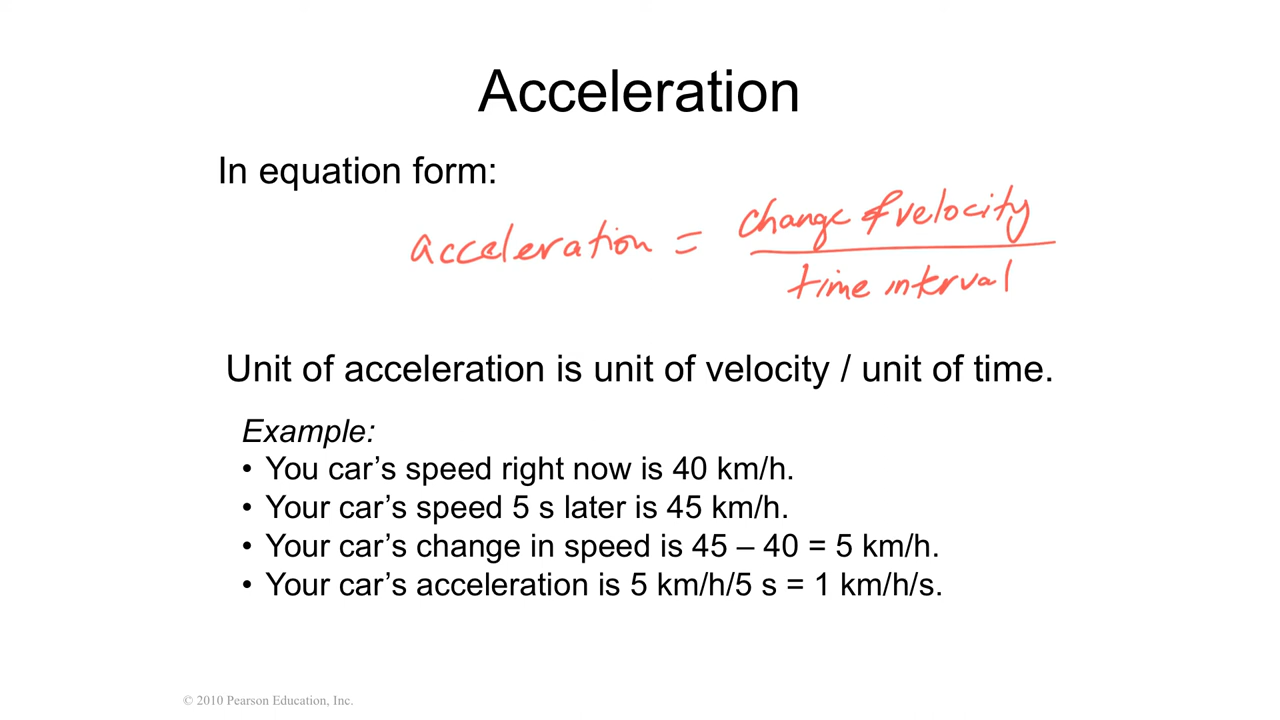 Acceleration
In equation form:
acceleration = change of velocity
time interval
Unit of acceleration is unit of velocity / unit of time.
Example:
• You car’s speed right now is 40 km/h.
• Your car’s speed 5 s later is 45 km/h.
• Your car’s change in speed is 45 – 40 = 5 km/h.
• Your car’s acceleration is 5 km/h/5 s = 1 km/h/s.
© 2010 Pearson Education, Inc.